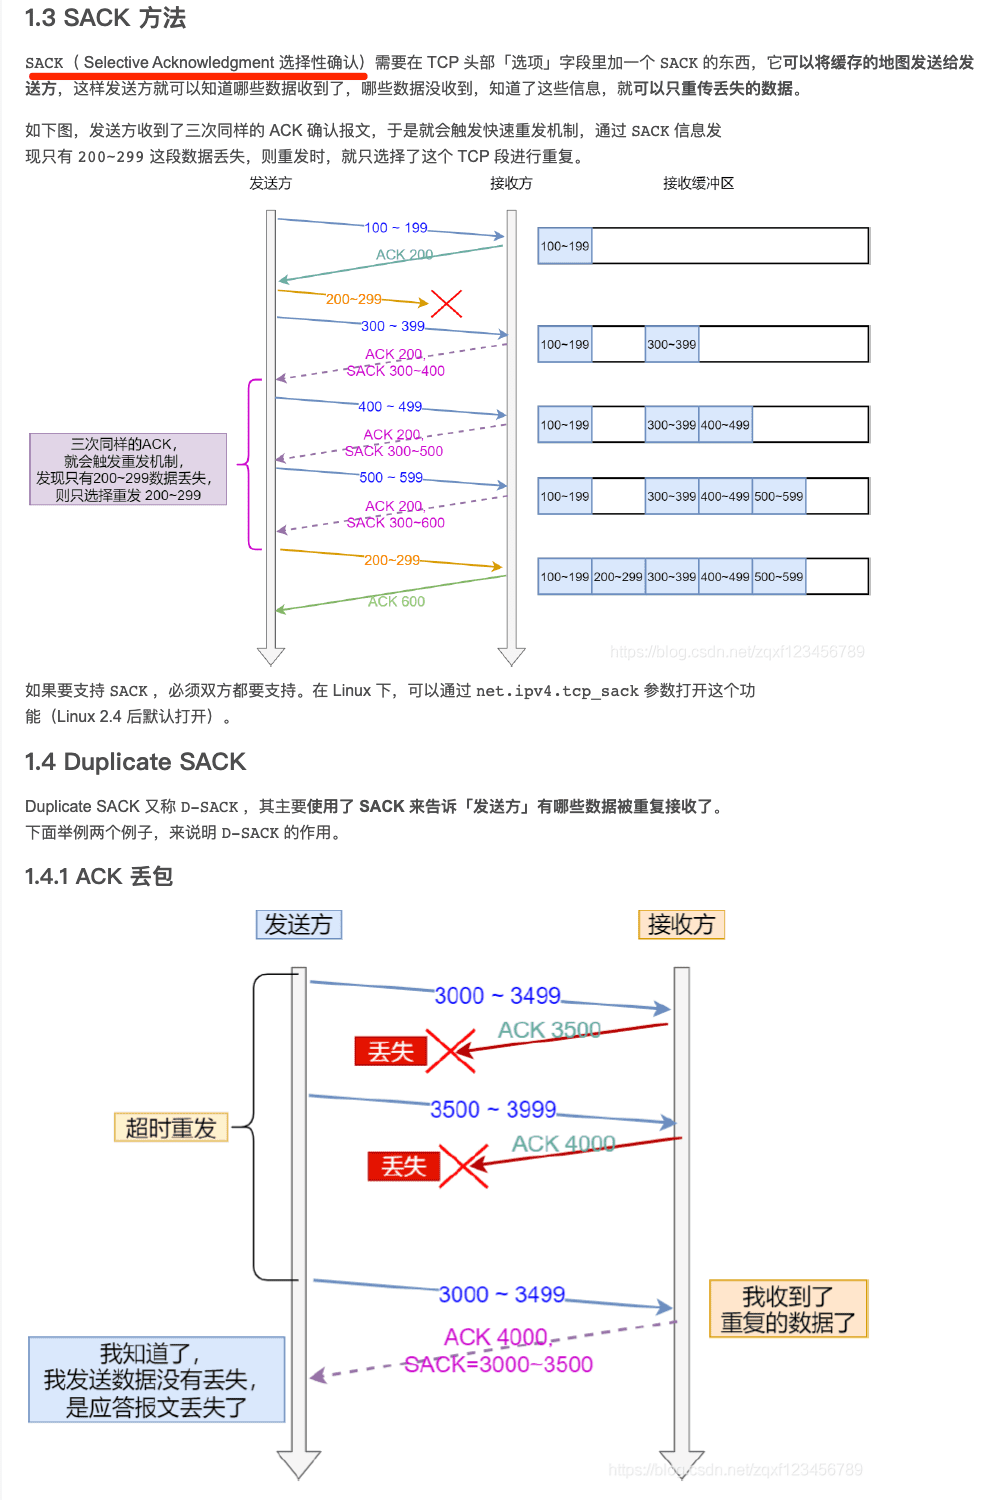 1.3 SACK 方法
SACK（ Selective Acknowledgment 选择性确认）需要在 TCP 头部「选项」字段里加一个 SACK 的东西，它可以将缓存的地图发送给发
送方，这样发送方就可以知道哪些数据收到了，哪些数据没收到，知道了这些信息，就可以只重传丢失的数据。
如下图，发送方收到了三次同样的 ACK 确认报文，于是就会触发快速重发机制，通过 SACK 信息发
现只有 200~299 这段数据丢失，则重发时，就只选择了这个 TCP 段进行重复。
发送方 接收方 接收缓冲区
100 ~ 199
100~199
ACK 200
200~299
300 ~ 399
100~199 300~399
ACK 200,
SACK 300~400
400 ~ 499
100~199 300~399 400~499
ACK 200,
SACK 300~500
三次同样的ACK，
就会触发重发机制，
发现只有200~299数据丢失，
则只选择重发 200~299
500 ~ 599
100~199 300~399 400~499 500~599
ACK 200,
SACK 300~600
200~299
100~199 200~299 300~399 400~499 500~599
ACK 600
https://blog.csdn.net/zqxf123456789
如果要支持 SACK ，必须双方都要支持。在 Linux 下，可以通过 net.ipv4.tcp_sack 参数打开这个功
能（Linux 2.4 后默认打开）。
1.4 Duplicate SACK
Duplicate SACK 又称 D-SACK ，其主要使用了 SACK 来告诉「发送方」有哪些数据被重复接收了。
下面举例两个例子，来说明 D-SACK 的作用。
1.4.1 ACK 丢包
发送方 接收方
3000 ~ 3499
ACK 3500
丢失
3500 ~ 3999
超时重发
ACK 4000
丢失
3000 ~ 3499
我收到了
重复的数据了
ACK 4000,
SACK=3000~3500
我知道了，
我发送数据没有丢失，
是应答报文丢失了
https://blog.csdn.net/zqxf123456789